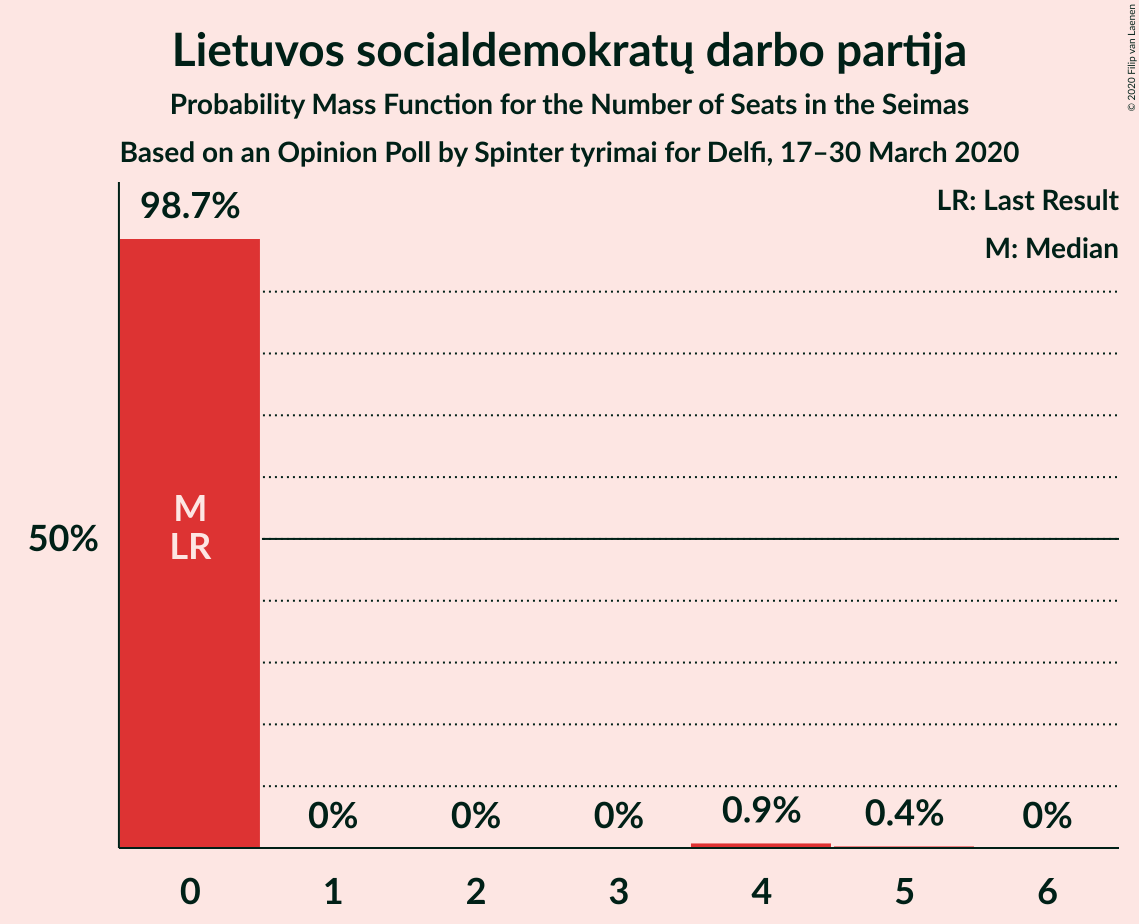 Lietuvos socialdemokratų darbo partija
Probability Mass Function for the Number of Seats in the Seimas
Based on an Opinion Poll by Spinter tyrimai for Delfi, 17–30 March 2020
© 2020 Filip van Laenen
LR: Last Result
M: Median
98.7%
M
LR
50%
0% 0% 0% 0.9% 0.4% 0%
0 1 2 3 4 5 6